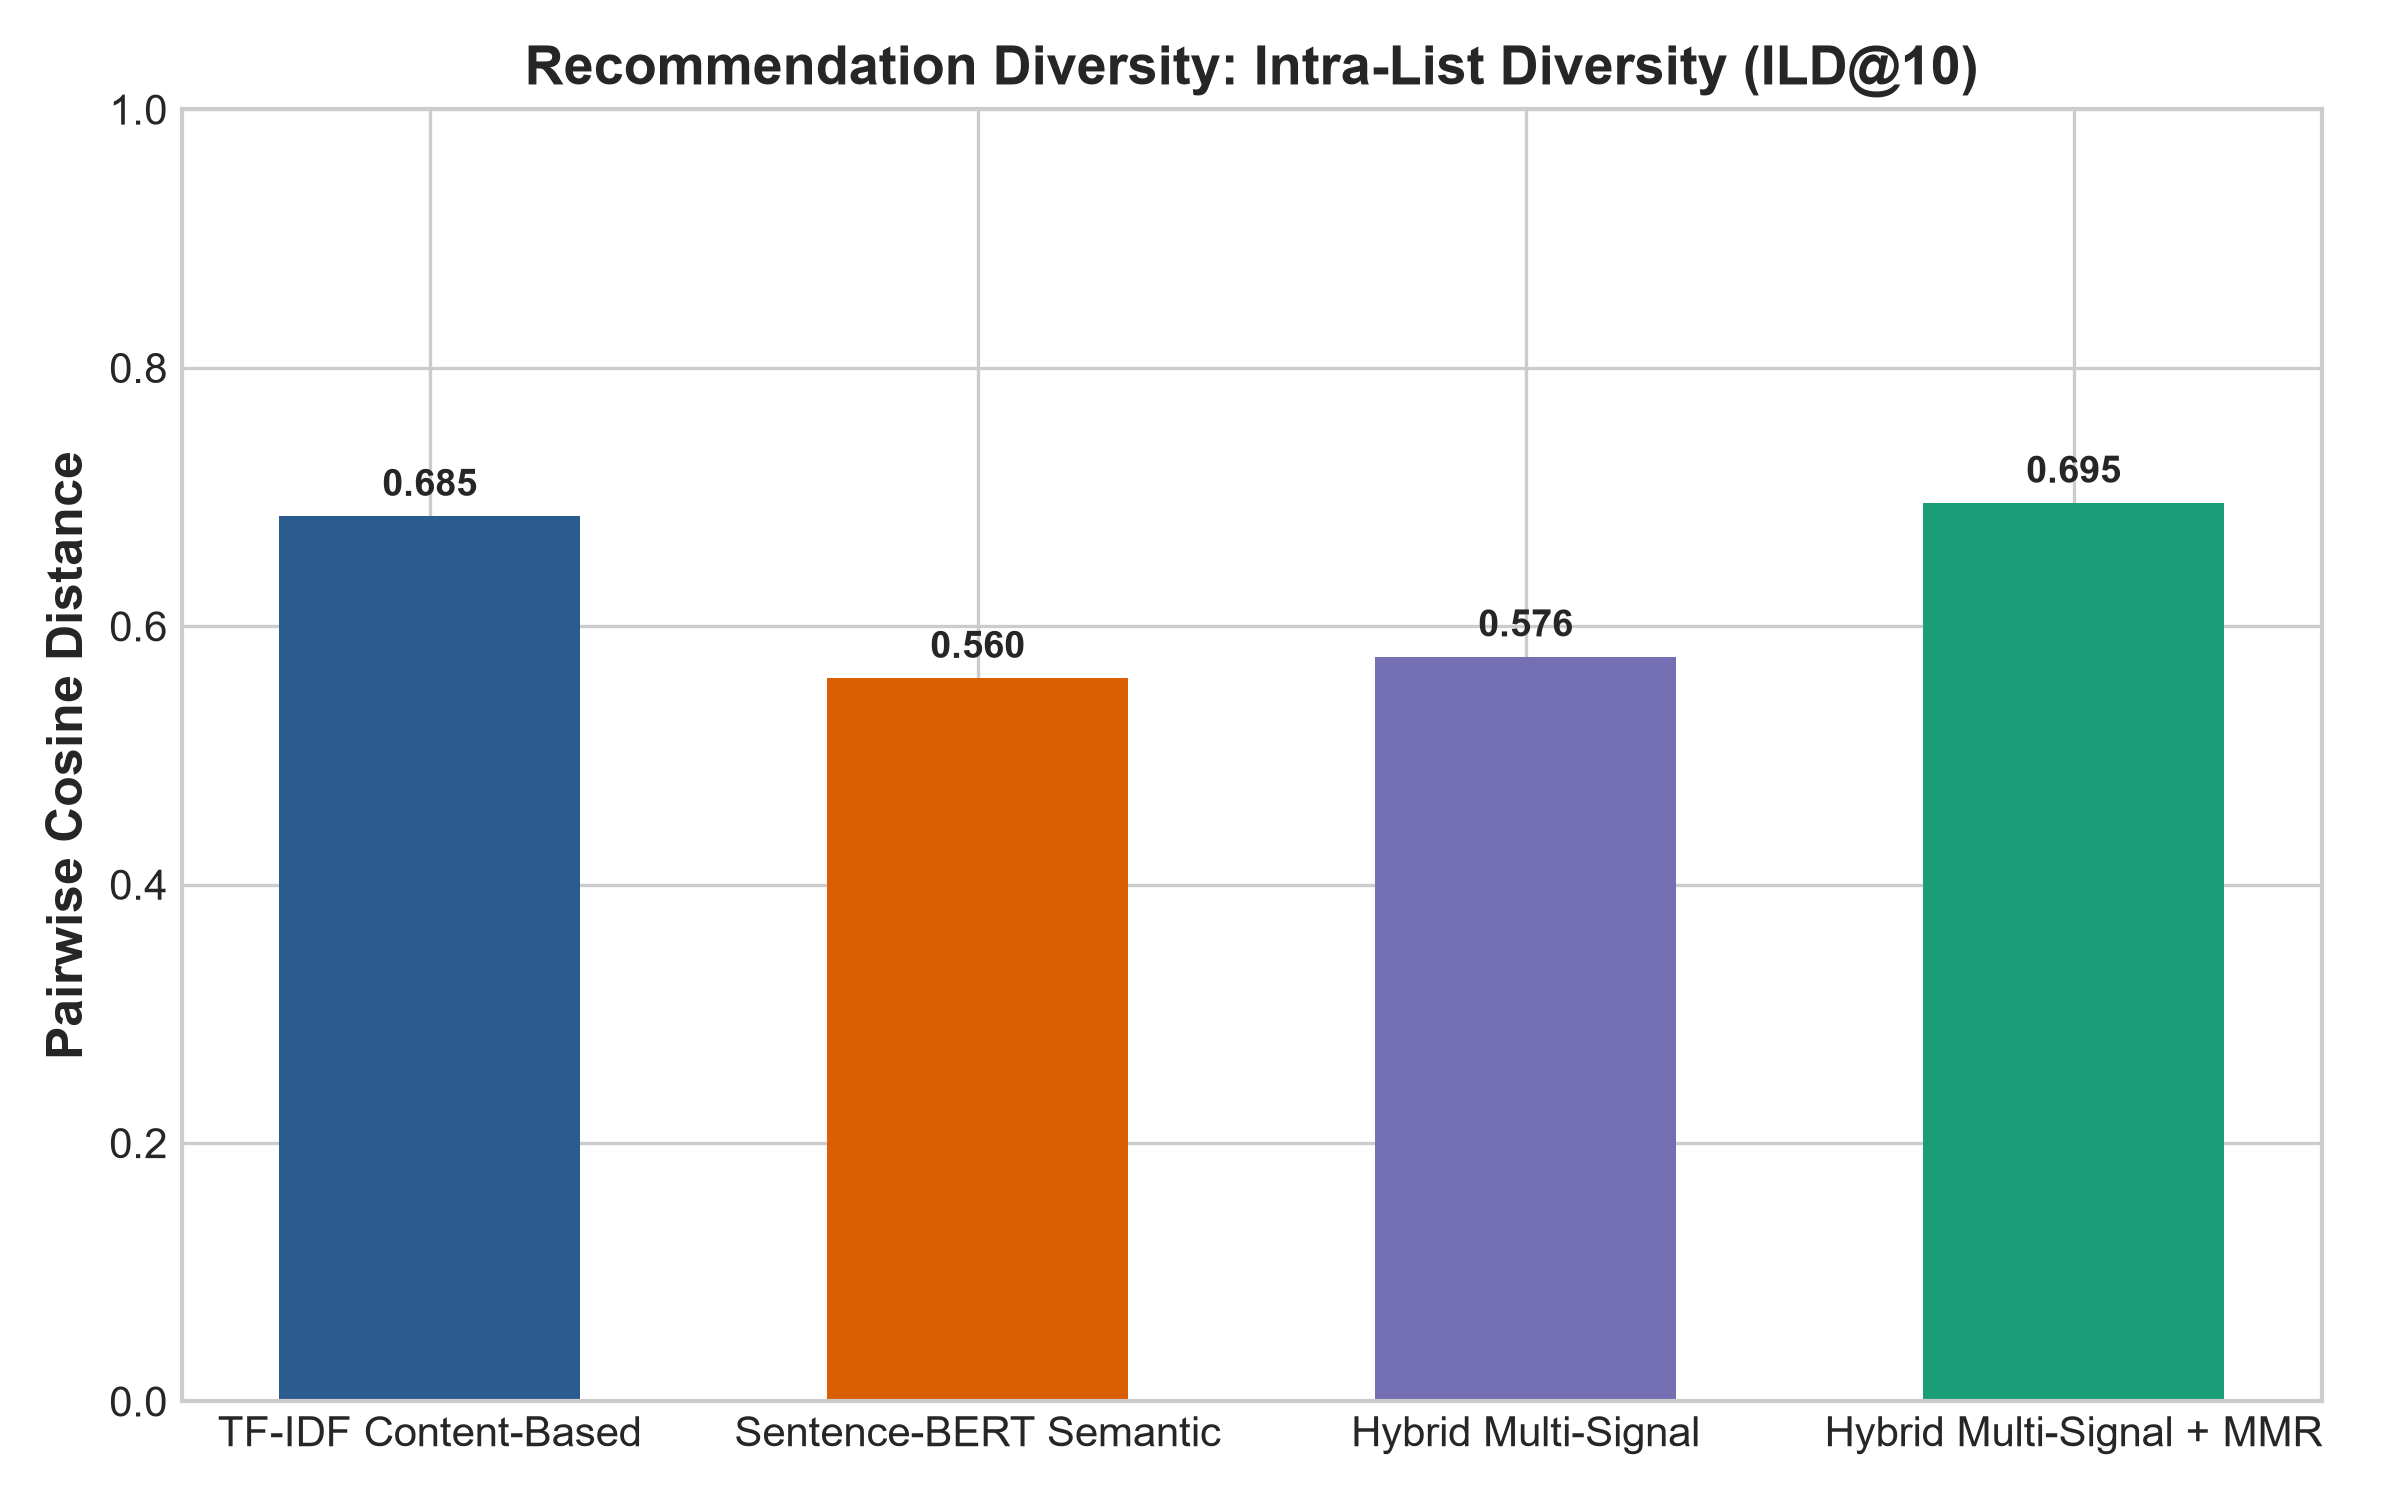 Recommendation Diversity: Intra-List Diversity (ILD@10)
Pairwise Cosine Distance
1.0
0.8
0.6
0.4
0.2
0.0
0.685
0.560
0.576
0.695
TF-IDF Content-Based
Sentence-BERT Semantic
Hybrid Multi-Signal
Hybrid Multi-Signal + MMR